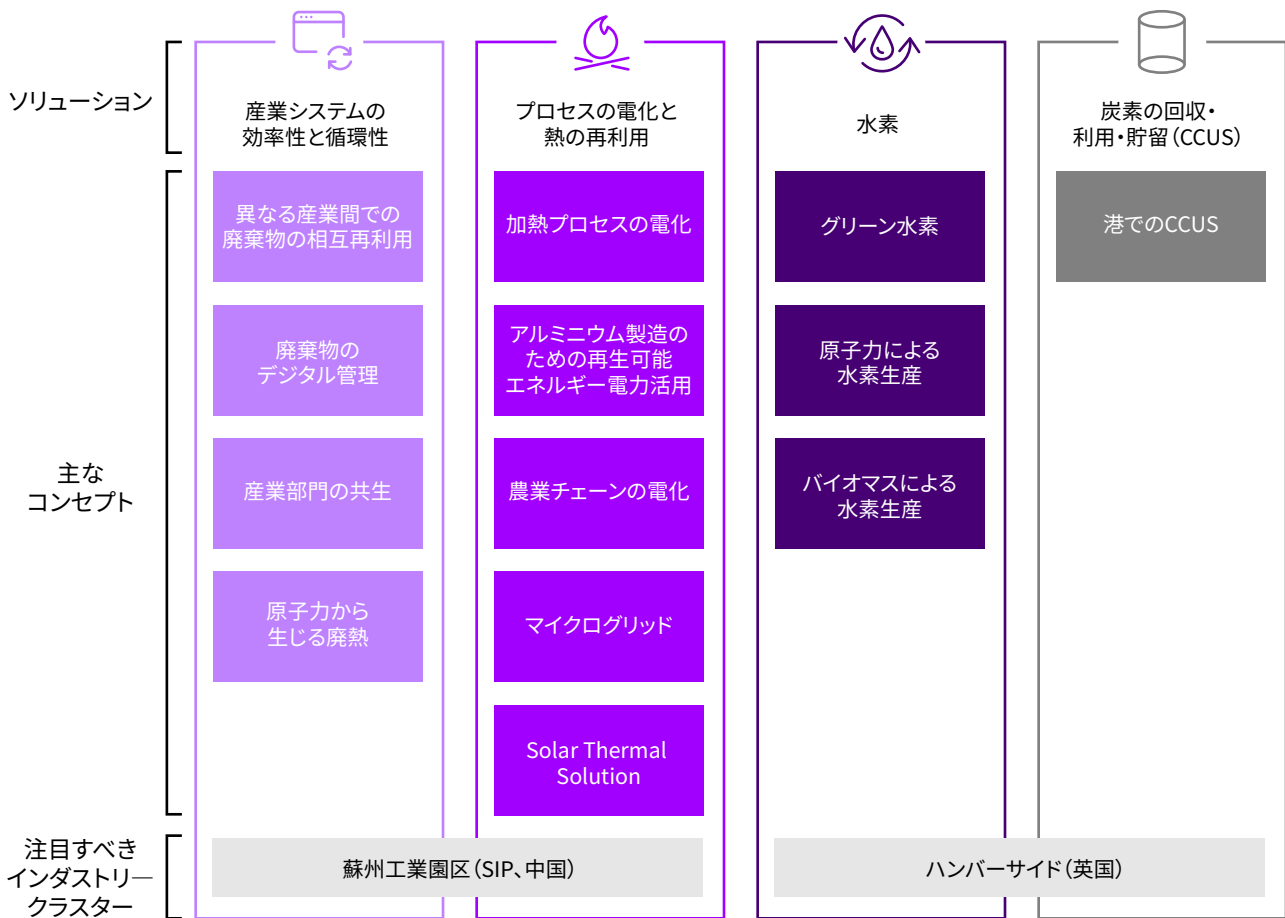 ソリューション
産業システムの
効率性と循環性
プロセスの電化と
熱の再利用
水素
炭素の回収・
利用・貯留（CCUS）
主な
コンセプト
異なる産業間での
廃棄物の相互再利用
廃棄物の
デジタル管理
産業部門の共生
原子力から
生じる廃熱
加熱プロセスの電化
アルミニウム製造の
ための再生可能
エネルギー電力活用
農業チェーンの電化
マイクログリッド
Solar Thermal
Solution
グリーン水素
原子力による
水素生産
バイオマスによる
水素生産
港でのCCUS
注目すべき
インダストリ―
クラスター
蘇州工業園区（SIP、中国）
ハンバーサイド（英国）